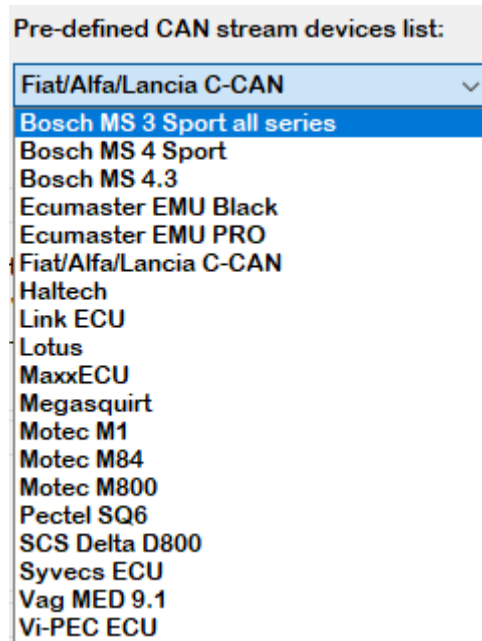 Pre-defined CAN stream devices list:
Fiat/Alfa/Lancia C-CAN
Bosch MS 3 Sport all series
Bosch MS 4 Sport
Bosch MS 4.3
Ecumaster EMU Black
Ecumaster EMU PRO
Fiat/Alfa/Lancia C-CAN
Haltech
Link ECU
Lotus
MaxxECU
Megasquirt
Motec M1
Motec M84
Motec M800
Pectel SQ6
SCS Delta D800
Syvecs ECU
Vag MED 9.1
Vi-PEC ECU